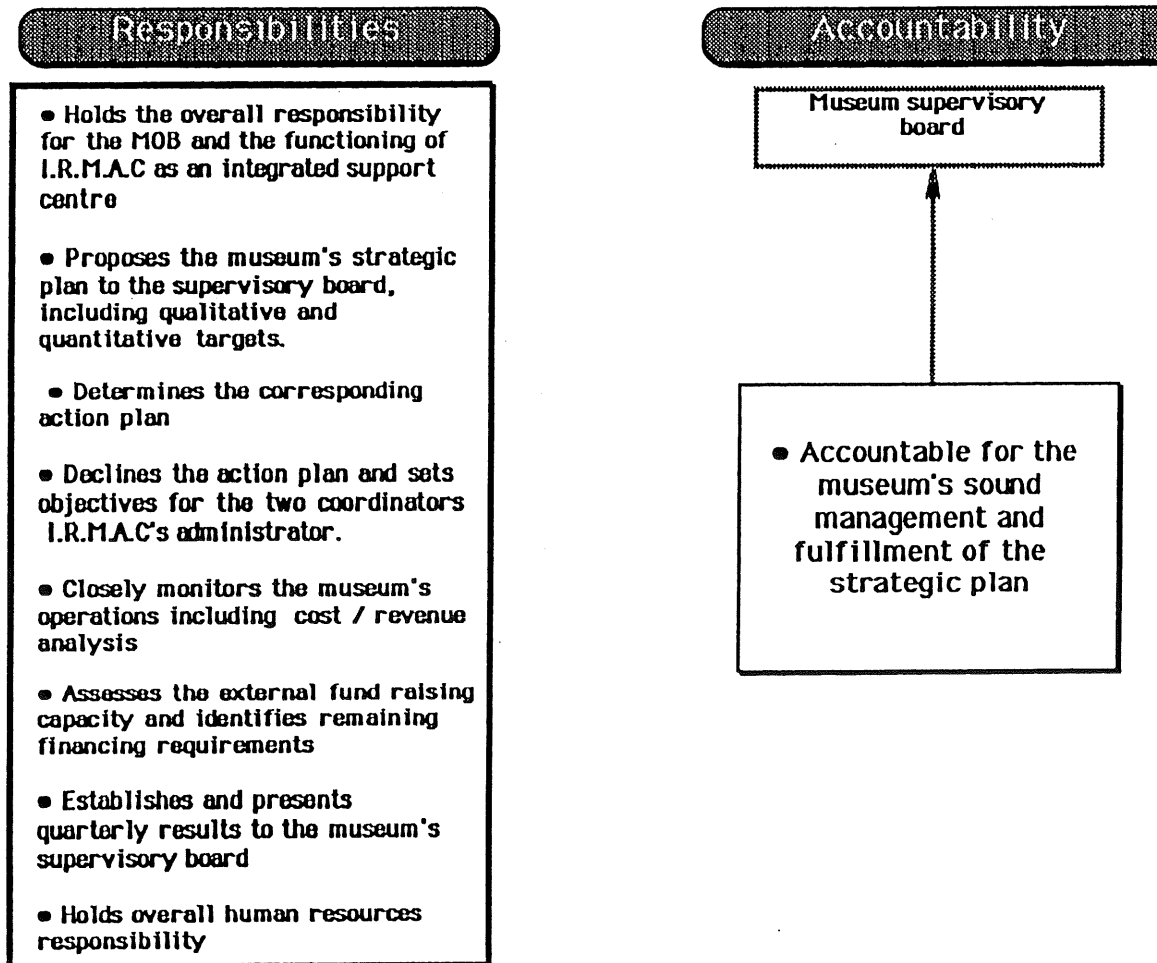 Responsibilities
• Holds the overall responsibility
for the MOB and the functioning of
I.R.M.A.C as an integrated support
centre
• Proposes the museum's strategic
plan to the supervisory board,
including qualitative and
quantitative targets.
• Determines the corresponding
action plan
• Declines the action plan and sets
objectives for the two coordinators
I.R.M.A.C's administrator.
• Closely monitors the museum's
operations including cost / revenue
analysis
• Assesses the external fund raising
capacity and identifies remaining
financing requirements
• Establishes and presents
quarterly results to the museum's
supervisory board
• Holds overall human resources
responsibility
Accountability
Museum supervisory
board
• Accountable for the
museum's sound
management and
fulfillment of the
strategic plan